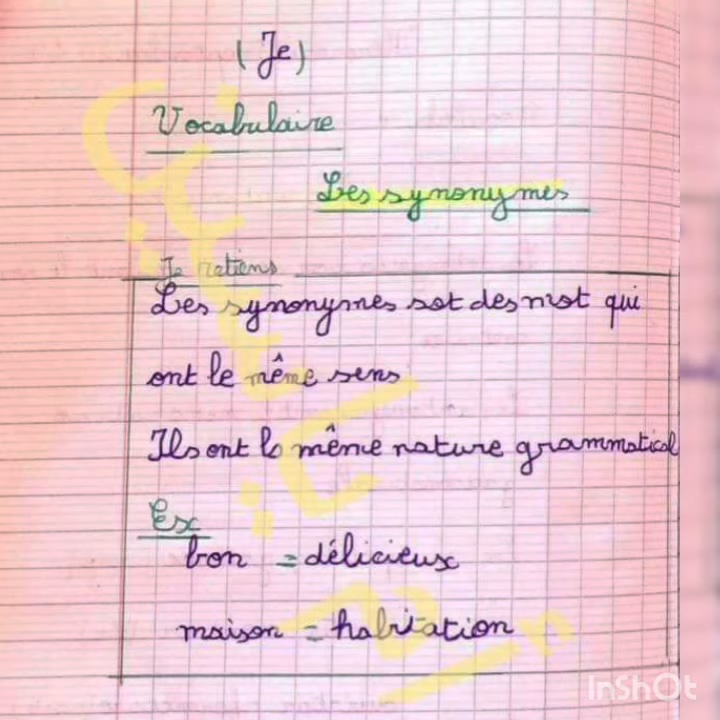 (Je)
Vocabulaire
Les synonymes
Je retiens
Les synonymes sot des mot qui
ont le même sens
Ils ont la même nature grammatical
Ex
bon = délicieux
maison = habitation
InShOt